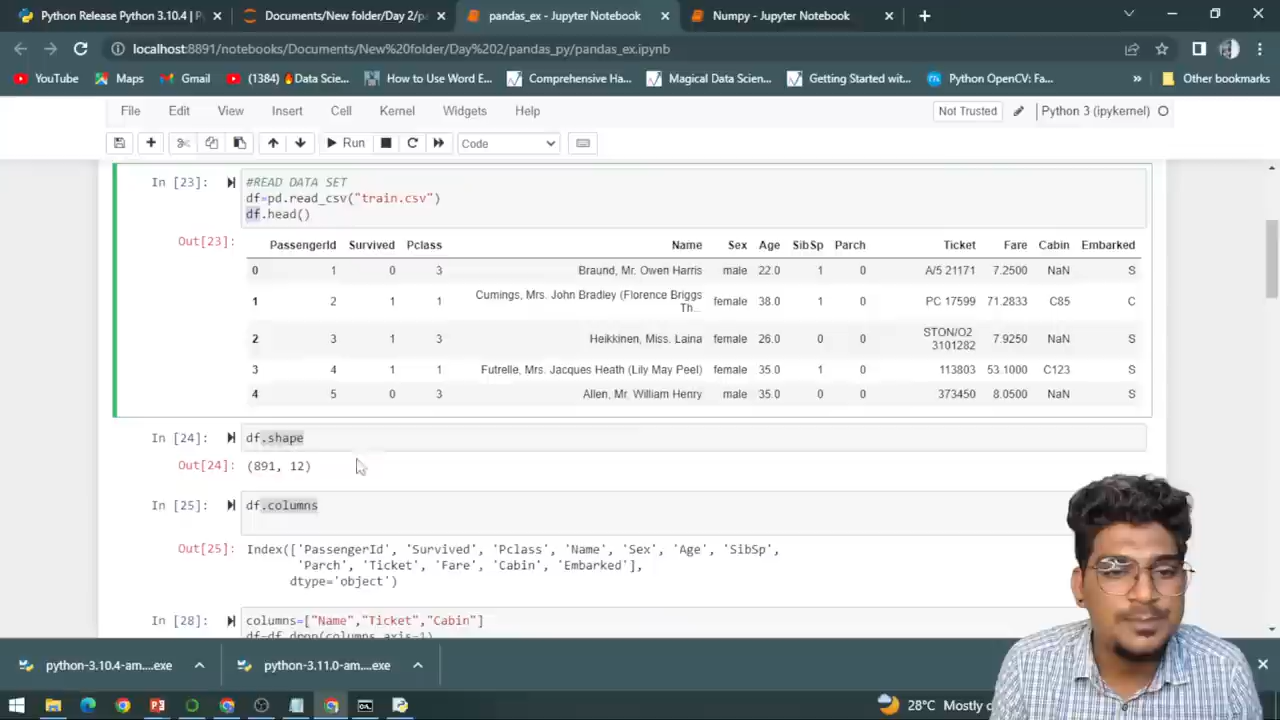 Python Release Python 3.10.4 | P
Documents/New folder/Day 2/pa
pandas_ex - Jupyter Notebook
Numpy - Jupyter Notebook
localhost:8891/notebooks/Documents/New%20folder/Day%202/pandas_py/pandas_ex.ipynb
YouTube Maps Gmail (1384) 🔥Data Scie... How to Use Word E... Comprehensive Ha... Magical Data Scien... Getting Started wit... Python OpenCV: Fa... » Other bookmarks
File Edit View Insert Cell Kernel Widgets Help Not Trusted Python 3 (ipykernel)
Run Code
In [23]: #READ DATA SET
df=pd.read_csv("train.csv")
df.head()
Out[23]: PassengerId Survived Pclass Name Sex Age SibSp Parch Ticket Fare Cabin Embarked
0 1 0 3 Braund, Mr. Owen Harris male 22.0 1 0 A/5 21171 7.2500 NaN S
1 2 1 1 Cumings, Mrs. John Bradley (Florence Briggs Th... female 38.0 1 0 PC 17599 71.2833 C85 C
2 3 1 3 Heikkinen, Miss. Laina female 26.0 0 0 STON/O2 3101282 7.9250 NaN S
3 4 1 1 Futrelle, Mrs. Jacques Heath (Lily May Peel) female 35.0 1 0 113803 53.1000 C123 S
4 5 0 3 Allen, Mr. William Henry male 35.0 0 0 373450 8.0500 NaN S
In [24]: df.shape
Out[24]: (891, 12)
In [25]: df.columns
Out[25]: Index(['PassengerId', 'Survived', 'Pclass', 'Name', 'Sex', 'Age', 'SibSp',
'Parch', 'Ticket', 'Fare', 'Cabin', 'Embarked'],
dtype='object')
In [28]: columns=["Name","Ticket","Cabin"]
df=df.drop(columns,axis=1)
python-3.10.4-am....exe
python-3.11.0-am....exe
28°C Mostly